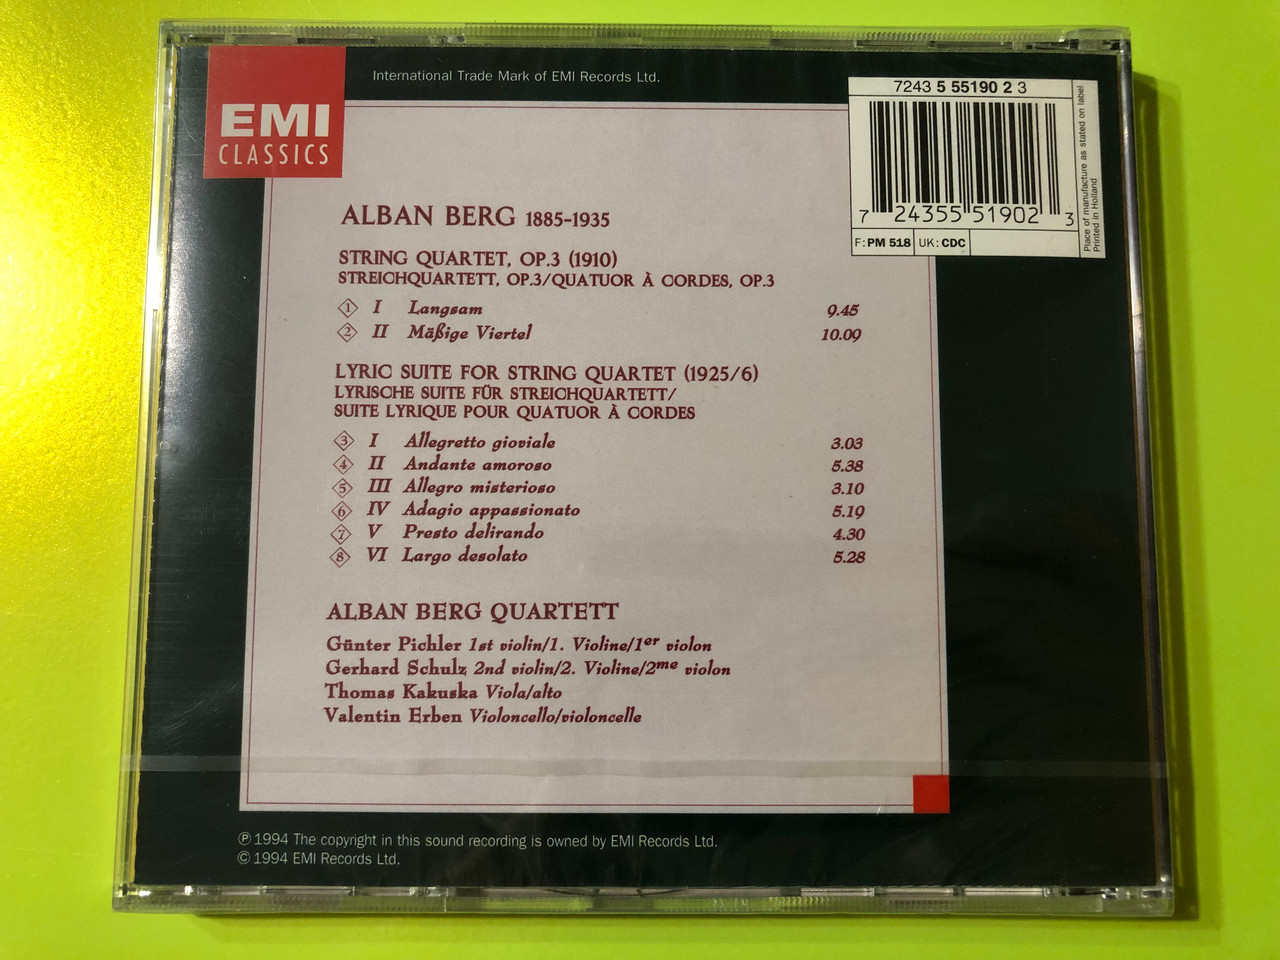 EMI
CLASSICS
International Trade Mark of EMI Records Ltd.
7243 5 55190 2 3
7 24355 51902 3
F: PM 518 UK: CDC
Place of manufacture as stated on label
Printed in Holland
ALBAN BERG 1885-1935
STRING QUARTET, OP.3 (1910)
STREICHQUARTETT, OP.3/QUATUOR À CORDES, OP.3
1 I Langsam 9.45
2 II Mäßige Viertel 10.09
LYRIC SUITE FOR STRING QUARTET (1925/6)
LYRISCHE SUITE FÜR STREICHQUARTETT/
SUITE LYRIQUE POUR QUATUOR À CORDES
3 I Allegretto gioviale 3.03
4 II Andante amoroso 5.38
5 III Allegro misterioso 3.10
6 IV Adagio appassionato 5.19
7 V Presto delirando 4.30
8 VI Largo desolato 5.28
ALBAN BERG QUARTETT
Günter Pichler 1st violin/1. Violine/1er violon
Gerhard Schulz 2nd violin/2. Violine/2me violon
Thomas Kakuska Viola/alto
Valentin Erben Violoncello/violoncelle
℗ 1994 The copyright in this sound recording is owned by EMI Records Ltd.
© 1994 EMI Records Ltd.